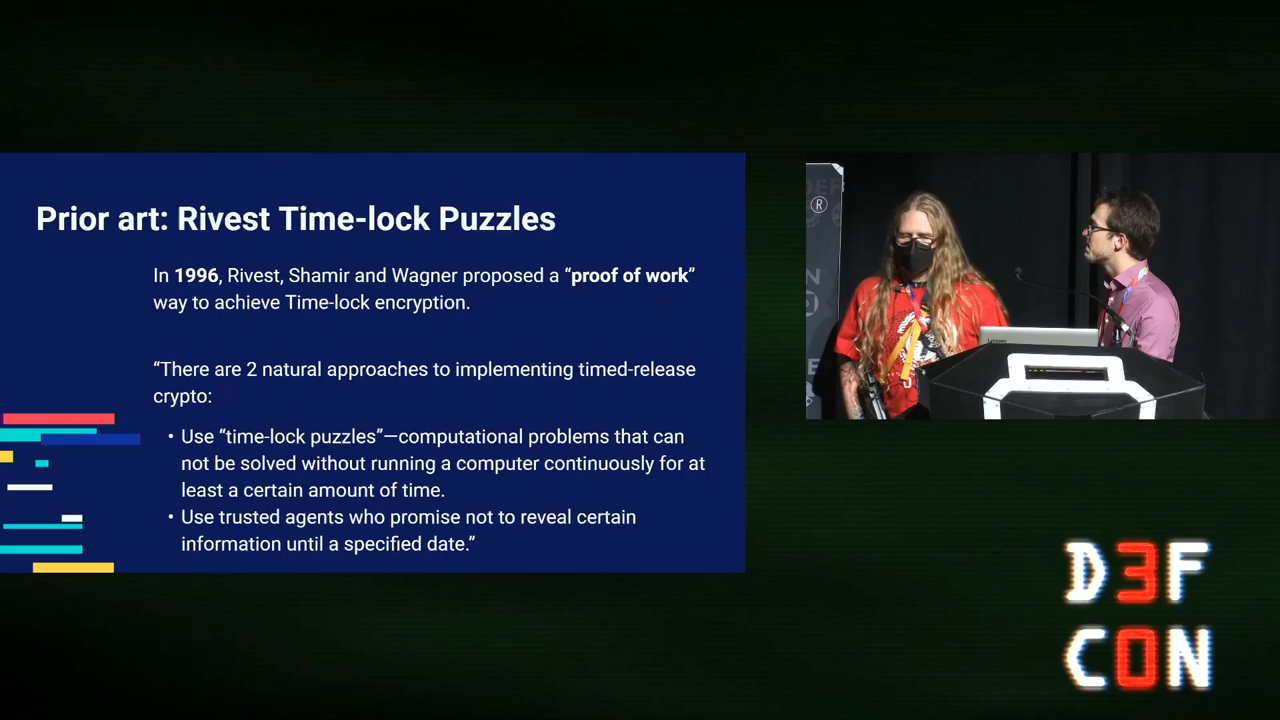 Prior art: Rivest Time-lock Puzzles
In 1996, Rivest, Shamir and Wagner proposed a “proof of work”
way to achieve Time-lock encryption.
“There are 2 natural approaches to implementing timed-release
crypto:
• Use “time-lock puzzles”—computational problems that can
not be solved without running a computer continuously for at
least a certain amount of time.
• Use trusted agents who promise not to reveal certain
information until a specified date.”
®
Lenovo
D3F
C0N